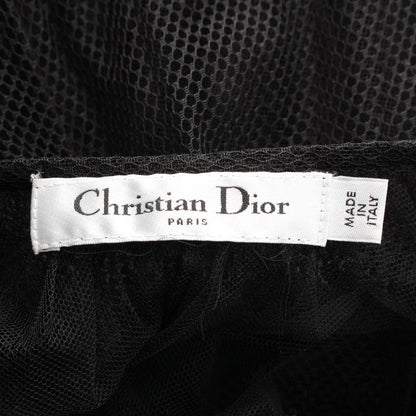 Christian Dior
PARIS
MADE
IN
ITALY